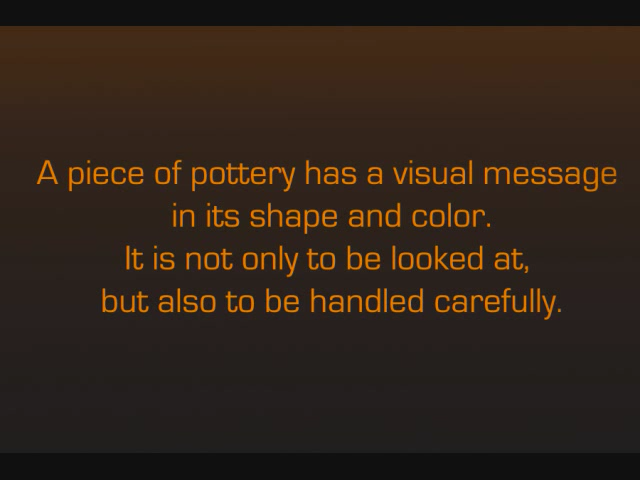 A piece of pottery has a visual message
in its shape and color.
It is not only to be looked at,
but also to be handled carefully.